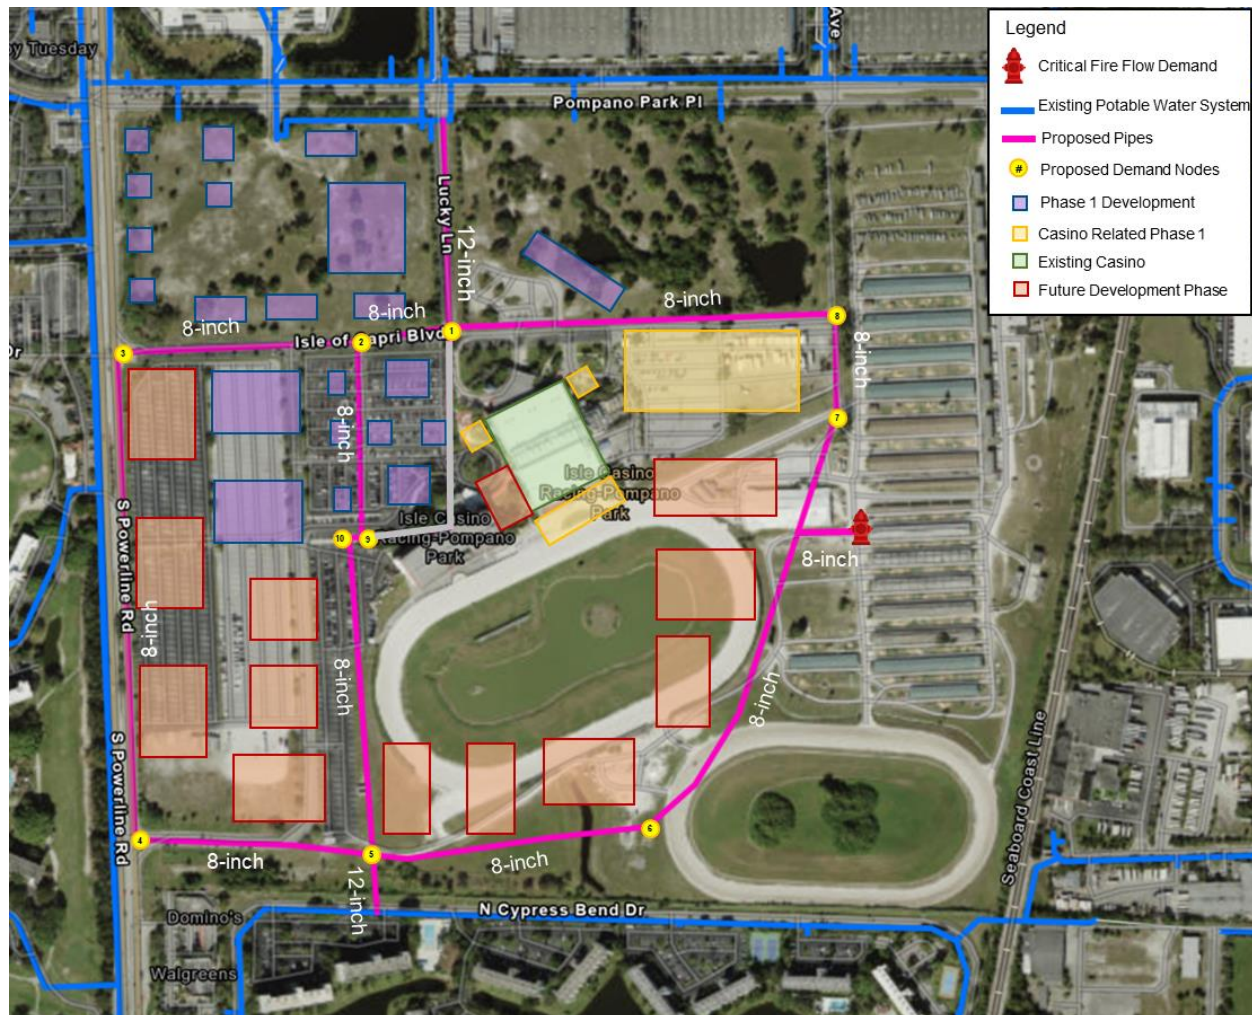 y Tuesday
Ave
Pompano Park Pl
Legend
Critical Fire Flow Demand
Existing Potable Water System
Proposed Pipes
#
Proposed Demand Nodes
Phase 1 Development
Casino Related Phase 1
Existing Casino
Future Development Phase
Lucky Ln
12-inch
8-inch
8-inch
8-inch
8
1
Isle of Capri Blvd
2
3
Dr
8-inch
8-inch
7
Isle Casino
Racing-Pompano
Park
Isle Casino
Racing-Pompano
Park
10
9
8-inch
S Powerline Rd
8-inch
8-inch
8-inch
S Powerline Rd
Seaboard Coast Line
6
4
5
8-inch
8-inch
12-inch
N Cypress Bend Dr
Domino's
Walgreens